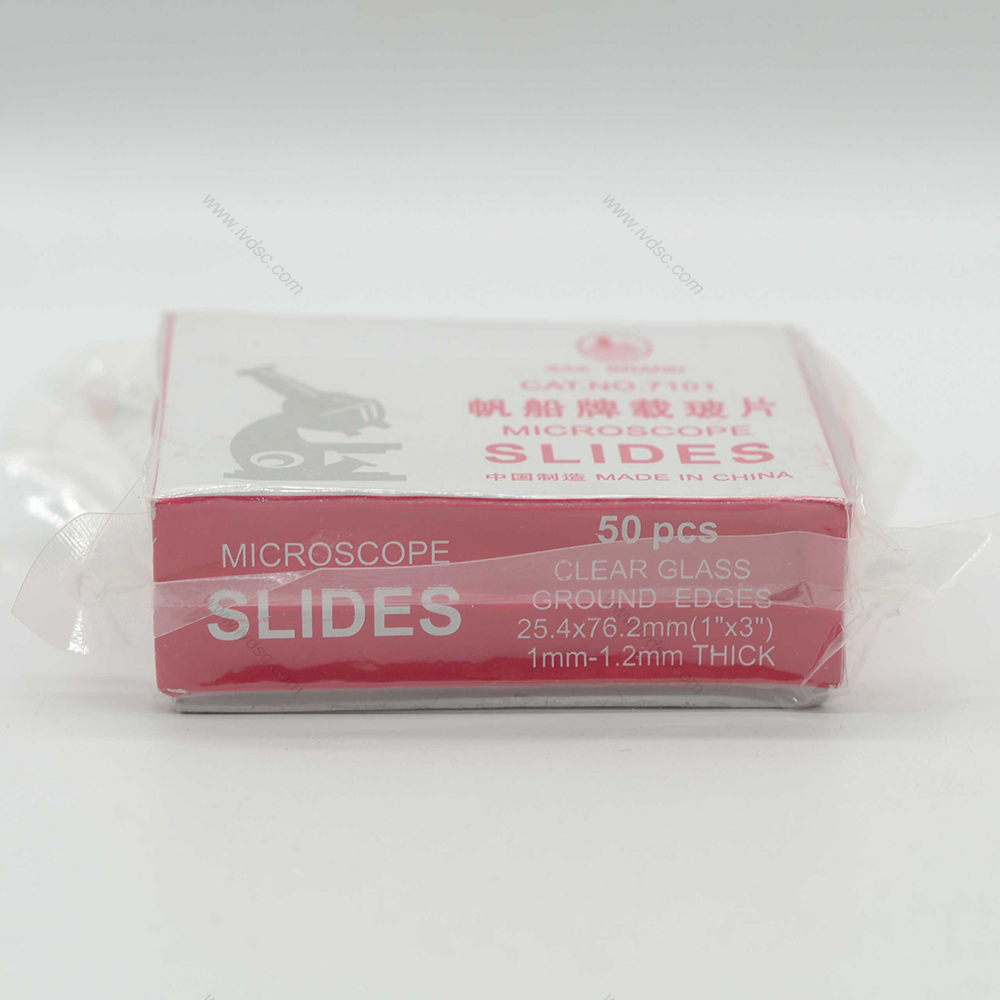 www.ivdsc.com
www.ivdsc.com
SAIL BRAND
CAT.NO.7101
帆船牌载玻片
MICROSCOPE
SLIDES
中国制造 MADE IN CHINA
MICROSCOPE
SLIDES
50 pcs
CLEAR GLASS
GROUND EDGES
25.4x76.2mm(1"x3")
1mm-1.2mm THICK